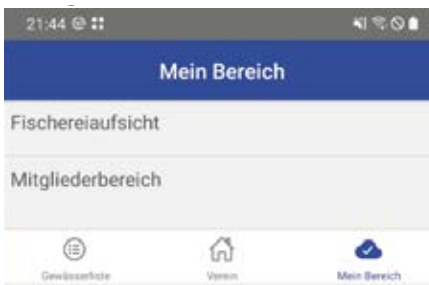 21:44
Mein Bereich
Fischereiaufsicht
Mitgliederbereich
Gewässerliste
Verein
Mein Bereich